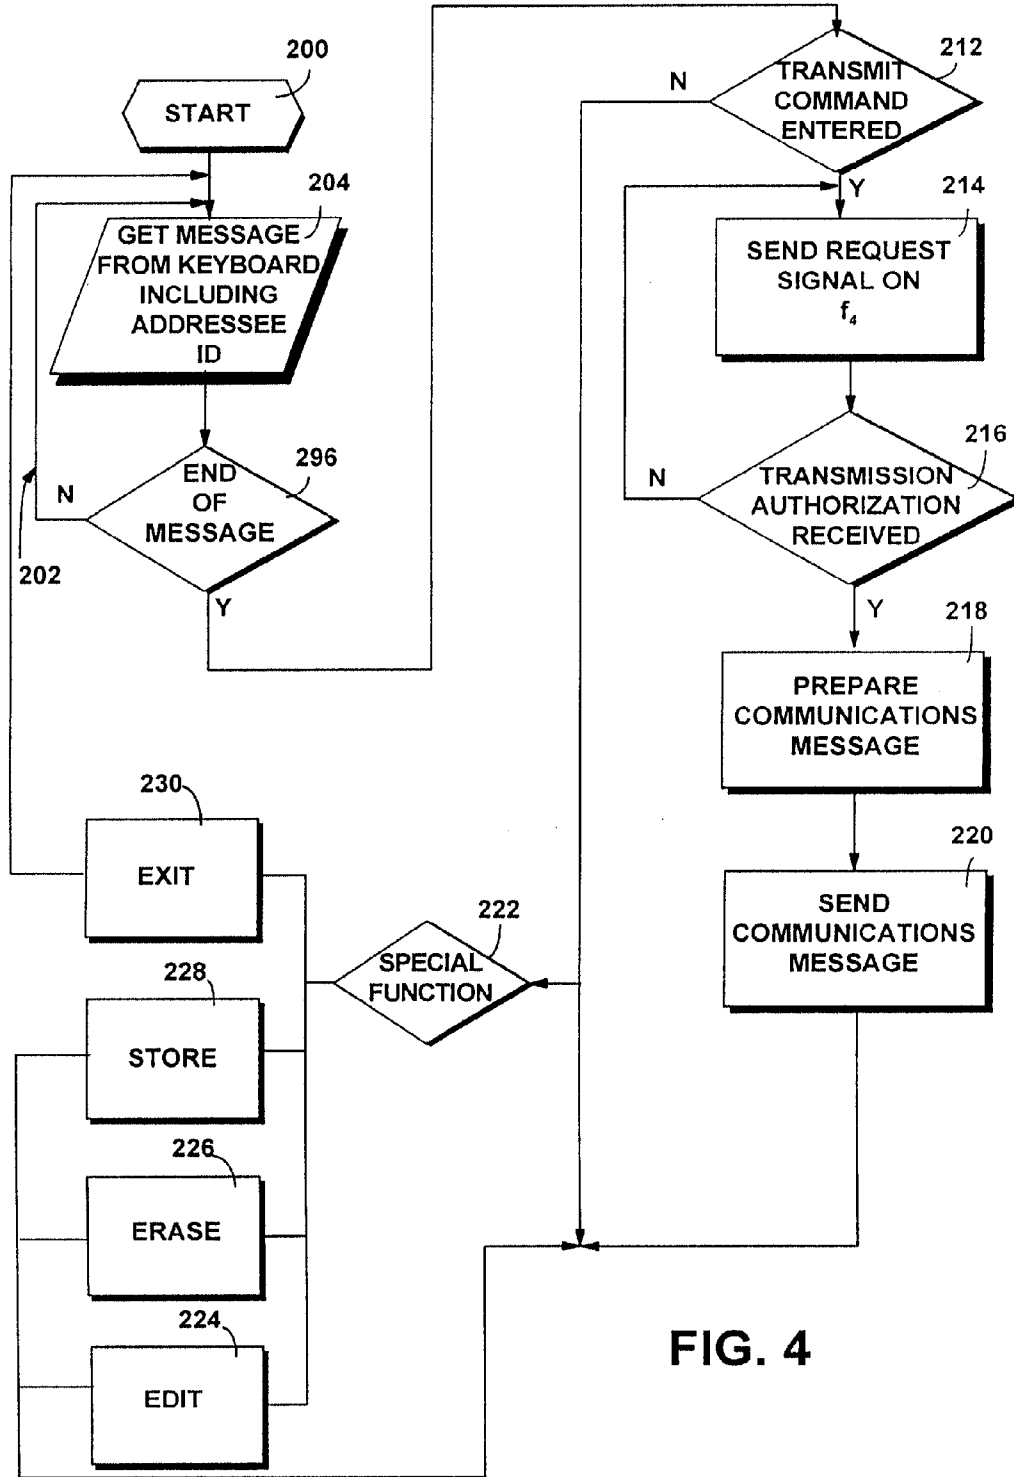 200
START
204
GET MESSAGE
FROM KEYBOARD
INCLUDING
ADDRESSEE
ID
296
END
OF
MESSAGE
N
Y
202
212
TRANSMIT
COMMAND
ENTERED
N
Y
214
SEND REQUEST
SIGNAL ON
f4
216
TRANSMISSION
AUTHORIZATION
RECEIVED
N
Y
218
PREPARE
COMMUNICATIONS
MESSAGE
220
SEND
COMMUNICATIONS
MESSAGE
222
SPECIAL
FUNCTION
230
EXIT
228
STORE
226
ERASE
224
EDIT
FIG. 4